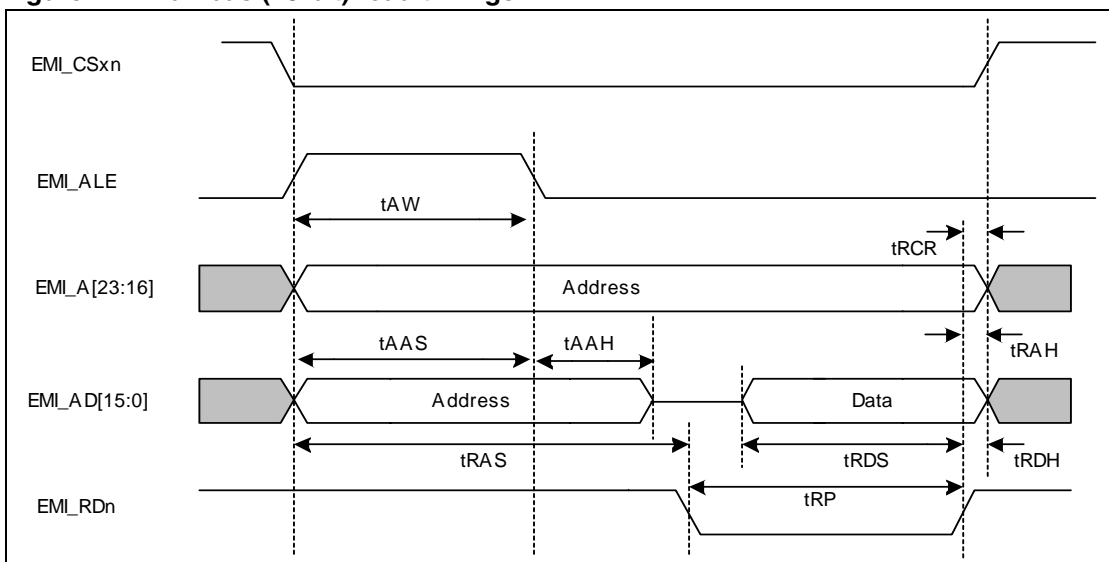 EMI_CSxn
EMI_ALE
tAW
tRCR
EMI_A[23:16]
Address
tAAS
tAAH
tRAH
EMI_AD[15:0]
Address
Data
tRAS
tRDS
tRDH
EMI_RDn
tRP